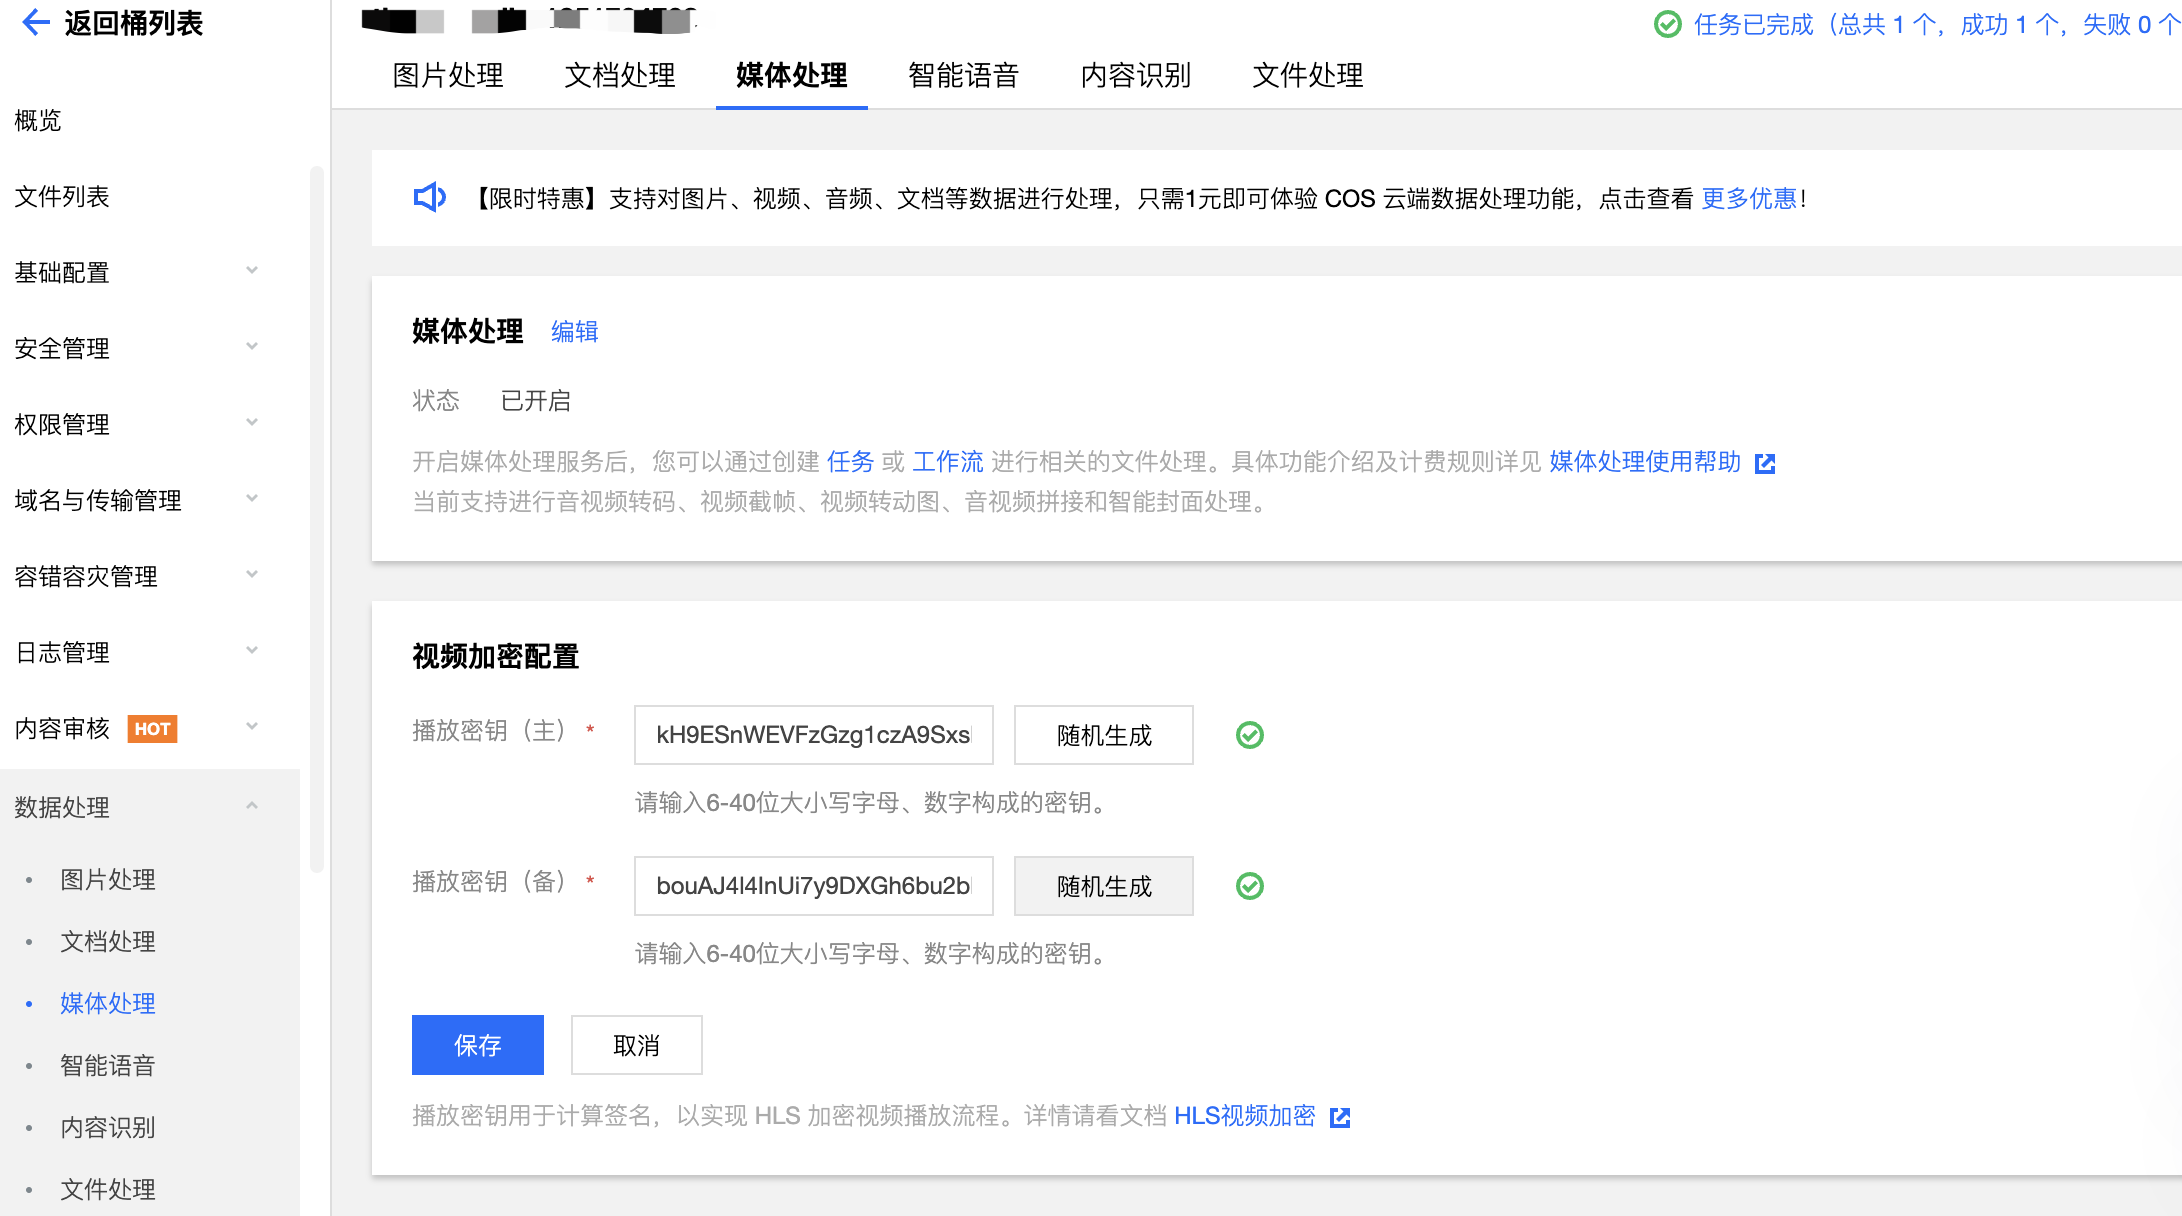 返回桶列表
任务已完成（总共 1 个，成功 1 个，失败 0 个
图片处理 文档处理 媒体处理 智能语音 内容识别 文件处理
概览
文件列表
基础配置
安全管理
权限管理
域名与传输管理
容错容灾管理
日志管理
内容审核 HOT
数据处理
图片处理
文档处理
媒体处理
智能语音
内容识别
文件处理
【限时特惠】支持对图片、视频、音频、文档等数据进行处理，只需1元即可体验 COS 云端数据处理功能，点击查看 更多优惠！
媒体处理 编辑
状态 已开启
开启媒体处理服务后，您可以通过创建 任务 或 工作流 进行相关的文件处理。具体功能介绍及计费规则详见 媒体处理使用帮助
当前支持进行音视频转码、视频截帧、视频转动图、音视频拼接和智能封面处理。
视频加密配置
播放密钥（主） * kH9ESnWEVFzGzg1czA9Sxs 随机生成
请输入6-40位大小写字母、数字构成的密钥。
播放密钥（备） * bouAJ4l4InUi7y9DXGh6bu2b 随机生成
请输入6-40位大小写字母、数字构成的密钥。
保存 取消
播放密钥用于计算签名，以实现 HLS 加密视频播放流程。详情请看文档 HLS视频加密